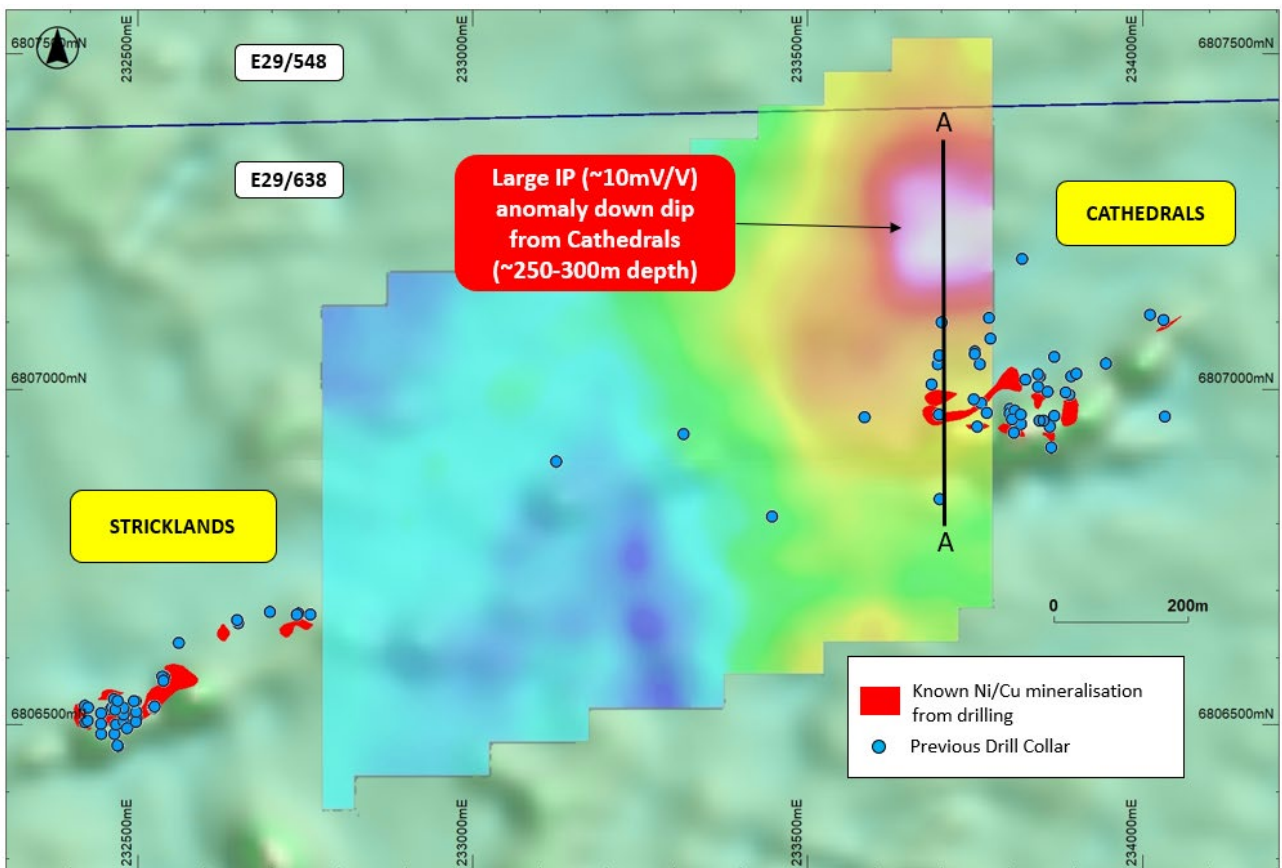 232500mE
233000mE
233500mE
234000mE
6807500mN
6807500mN
E29/548
E29/638
A
Large IP (~10mV/V)
anomaly down dip
from Cathedrals
(~250-300m depth)
CATHEDRALS
6807000mN
6807000mN
STRICKLANDS
A
0 200m
Known Ni/Cu mineralisation
from drilling
Previous Drill Collar
6806500mN
6806500mN
232500mE
233000mE
233500mE
234000mE